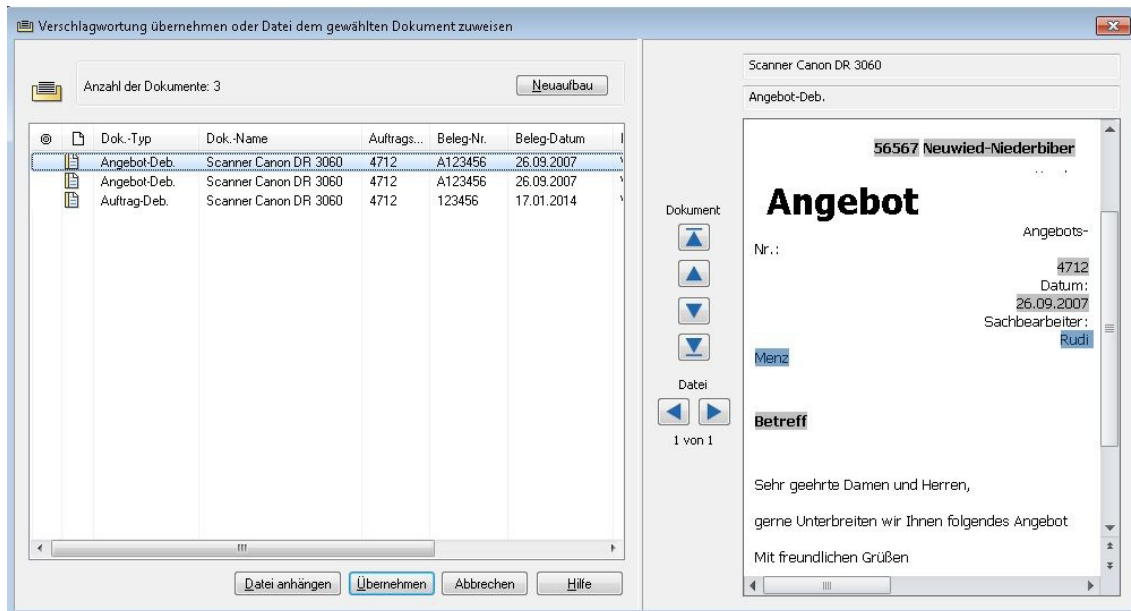 Verschlagwortung übernehmen oder Datei dem gewählten Dokument zuweisen
Anzahl der Dokumente: 3
Neuaufbau
Dok.-Typ Dok.-Name Auftrags... Beleg-Nr. Beleg-Datum
Angebot-Deb. Scanner Canon DR 3060 4712 A123456 26.09.2007
Angebot-Deb. Scanner Canon DR 3060 4712 A123456 26.09.2007
Auftrag-Deb. Scanner Canon DR 3060 4712 123456 17.01.2014
Datei anhängen Übernehmen Abbrechen Hilfe
Dokument
Datei
1 von 1
Scanner Canon DR 3060
Angebot-Deb.
56567 Neuwied-Niederbiber
Angebot
Angebots-
Nr.:
4712
Datum:
26.09.2007
Sachbearbeiter:
Rudi
Menz
Betreff
Sehr geehrte Damen und Herren,
gerne Unterbreiten wir Ihnen folgendes Angebot
Mit freundlichen Grüßen